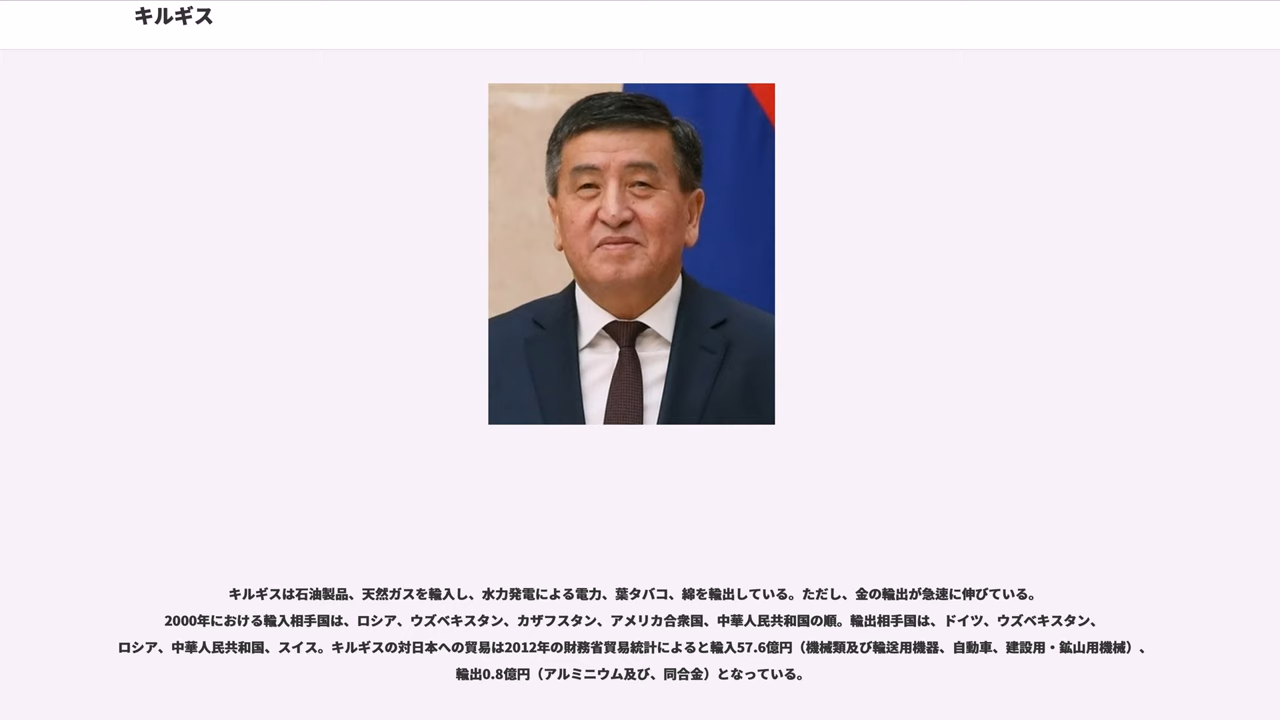 キルギス
キルギスは石油製品、天然ガスを輸入し、水力発電による電力、葉タバコ、綿を輸出している。ただし、金の輸出が急速に伸びている。
2000年における輸入相手国は、ロシア、ウズベキスタン、カザフスタン、アメリカ合衆国、中華人民共和国の順。輸出相手国は、ドイツ、ウズベキスタン、
ロシア、中華人民共和国、スイス。キルギスの対日本への貿易は2012年の財務省貿易統計によると輸入57.6億円（機械類及び輸送用機器、自動車、建設用・鉱山用機械）、
輸出0.8億円（アルミニウム及び、同合金）となっている。